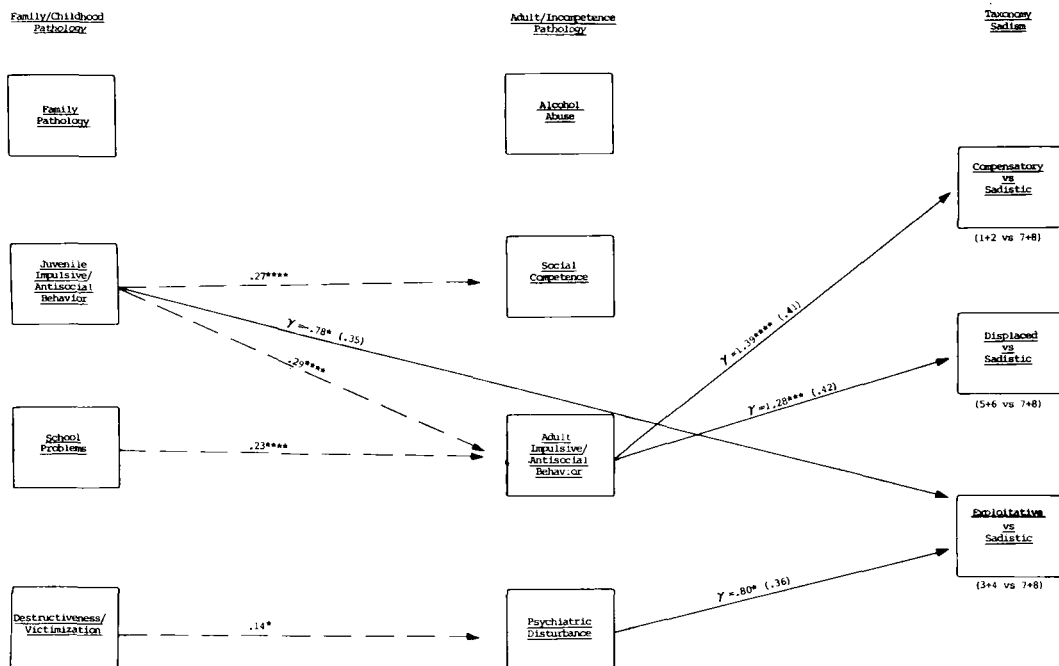 Family/Childhood
Pathology
Adult/Incompetence
Pathology
Taxonomy
Sadism
Family
Pathology
Alcohol
Abuse
Compensatory
vs
Sadistic
(1+2 vs 7+8)
Juvenile
Impulsive/
Antisocial
Behavior
.27****
Social
Competence
γ=-.78* (.35)
.29****
γ=1.39**** (.41)
Displaced
vs
Sadistic
(5+6 vs 7+8)
γ=1.28*** (.42)
School
Problems
.23****
Adult
Impulsive/
Antisocial
Behavior
Exploitative
vs
Sadistic
(3+4 vs 7+8)
γ=.80* (.36)
Destructiveness/
Victimization
.14*
Psychiatric
Disturbance